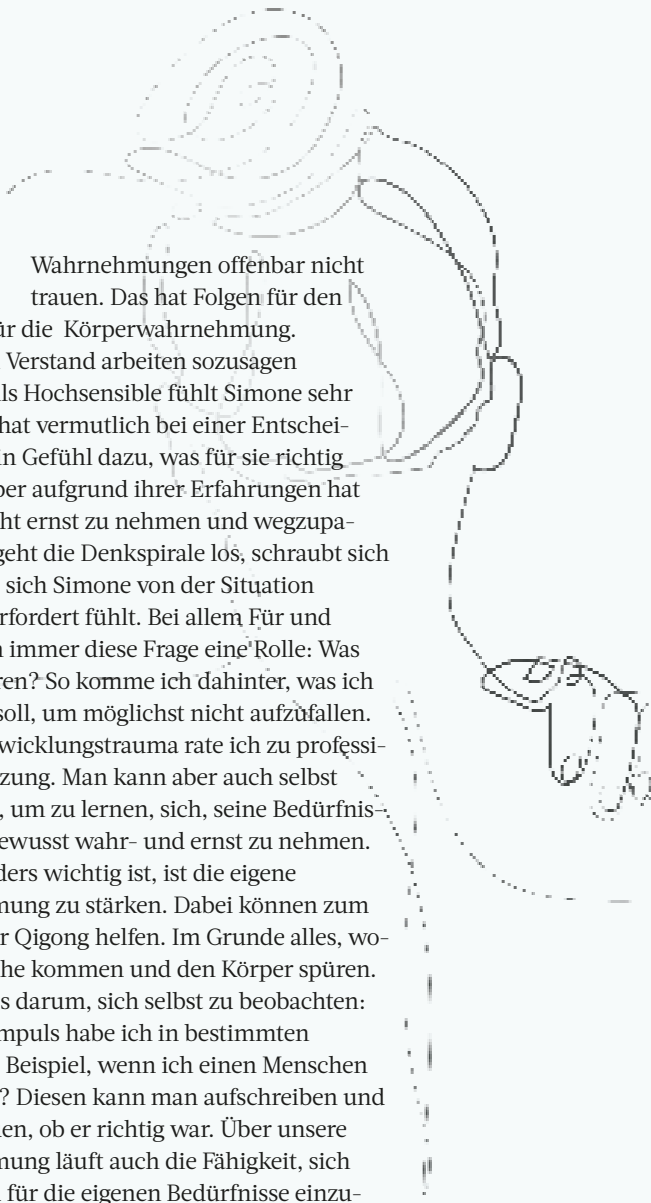 Wahrnehmungen offenbar nicht
trauen. Das hat Folgen für den
ür die Körperwahrnehmung.
Verstand arbeiten sozusagen
ls Hochsensible fühlt Simone sehr
hat vermutlich bei einer Entschei-
in Gefühl dazu, was für sie richtig
ber aufgrund ihrer Erfahrungen hat
ht ernst zu nehmen und wegzupa-
geht die Denkspirale los, schraubt sich
sich Simone von der Situation
rfordert fühlt. Bei allem Für und
immer diese Frage eine Rolle: Was
ren? So komme ich dahinter, was ich
soll, um möglichst nicht aufzufallen.
wicklungstrauma rate ich zu professi-
zung. Man kann aber auch selbst
, um zu lernen, sich, seine Bedürfnis-
ewusst wahr- und ernst zu nehmen.
ders wichtig ist, ist die eigene
nung zu stärken. Dabei können zum
r Qigong helfen. Im Grunde alles, wo-
he kommen und den Körper spüren.
s darum, sich selbst zu beobachten:
mpuls habe ich in bestimmten
Beispiel, wenn ich einen Menschen
? Diesen kann man aufschreiben und
en, ob er richtig war. Über unsere
nung läuft auch die Fähigkeit, sich
für die eigenen Bedürfnisse einzu-